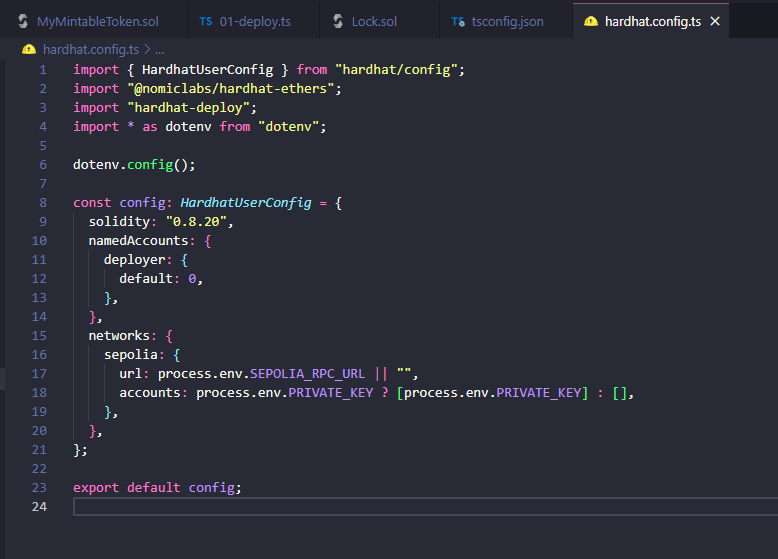 MyMintableToken.sol TS 01-deploy.ts Lock.sol TS tsconfig.json hardhat.config.ts ✕
hardhat.config.ts > ...
1 import { HardhatUserConfig } from "hardhat/config";
2 import "@nomiclabs/hardhat-ethers";
3 import "hardhat-deploy";
4 import * as dotenv from "dotenv";
5
6 dotenv.config();
7
8 const config: HardhatUserConfig = {
9   solidity: "0.8.20",
10   namedAccounts: {
11     deployer: {
12       default: 0,
13     },
14   },
15   networks: {
16     sepolia: {
17       url: process.env.SEPOLIA_RPC_URL || "",
18       accounts: process.env.PRIVATE_KEY ? [process.env.PRIVATE_KEY] : [],
19     },
20   },
21 };
22
23 export default config;
24